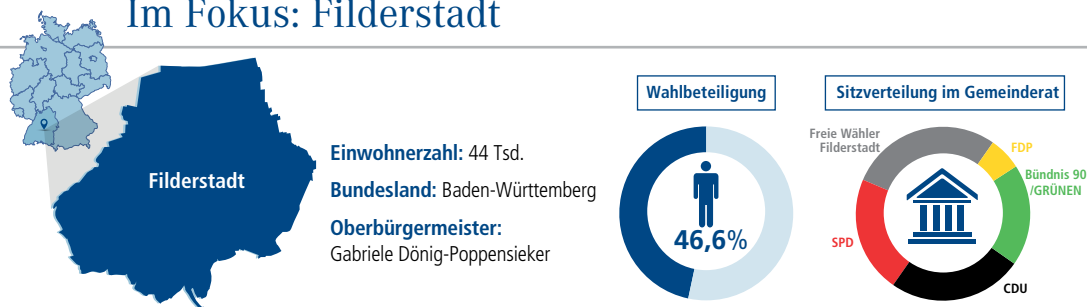 Im Fokus: Filderstadt
Filderstadt
Einwohnerzahl: 44 Tsd.
Bundesland: Baden-Württemberg
Oberbürgermeister:
Gabriele Dönig-Poppensieker
Wahlbeteiligung
46,6%
Sitzverteilung im Gemeinderat
Freie Wähler
Filderstadt
FDP
Bündnis 90
/GRÜNEN
SPD
CDU